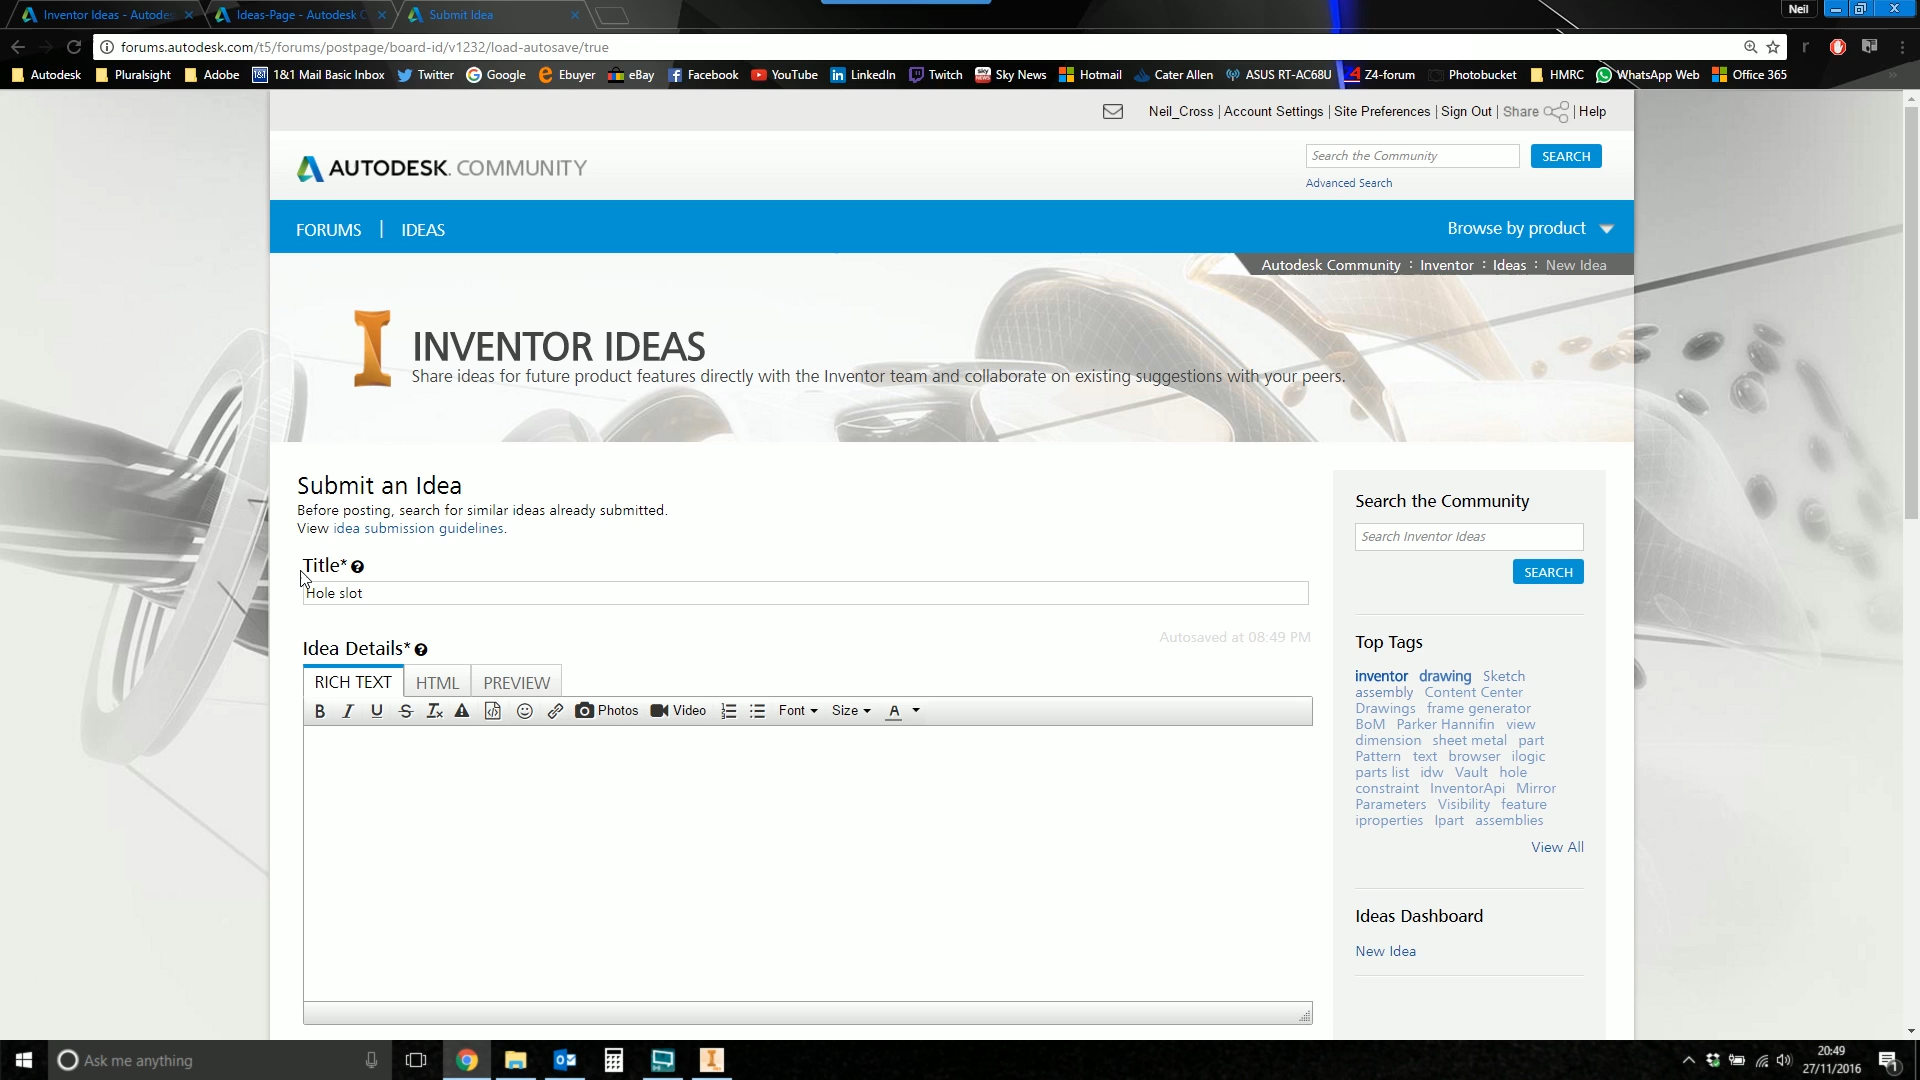 Inventor Ideas - Autode
Ideas-Page - Autodesk C
Submit Idea
Neil
forums.autodesk.com/t5/forums/postpage/board-id/v1232/load-autosave/true
Autodesk
Pluralsight
Adobe
1&1 Mail Basic Inbox
Twitter
Google
Ebuyer
eBay
Facebook
YouTube
LinkedIn
Twitch
Sky News
Hotmail
Cater Allen
ASUS RT-AC68U
Z4-forum
Photobucket
HMRC
WhatsApp Web
Office 365
Neil_Cross | Account Settings | Site Preferences | Sign Out | Share | Help
AUTODESK. COMMUNITY
Search the Community
SEARCH
Advanced Search
FORUMS | IDEAS
Browse by product
Autodesk Community : Inventor : Ideas : New Idea
INVENTOR IDEAS
Share ideas for future product features directly with the Inventor team and collaborate on existing suggestions with your peers.
Submit an Idea
Before posting, search for similar ideas already submitted.
View idea submission guidelines.
Title*
Hole slot
Autosaved at 08:49 PM
Idea Details*
RICH TEXT
HTML
PREVIEW
B I U S Tx
Photos
Video
Font
Size
A
Search the Community
Search Inventor Ideas
SEARCH
Top Tags
inventor drawing Sketch
assembly Content Center
Drawings frame generator
BoM Parker Hannifin view
dimension sheet metal part
Pattern text browser ilogic
parts list idw Vault hole
constraint InventorApi Mirror
Parameters Visibility feature
iproperties Ipart assemblies
View All
Ideas Dashboard
New Idea
Ask me anything
20:49
27/11/2016